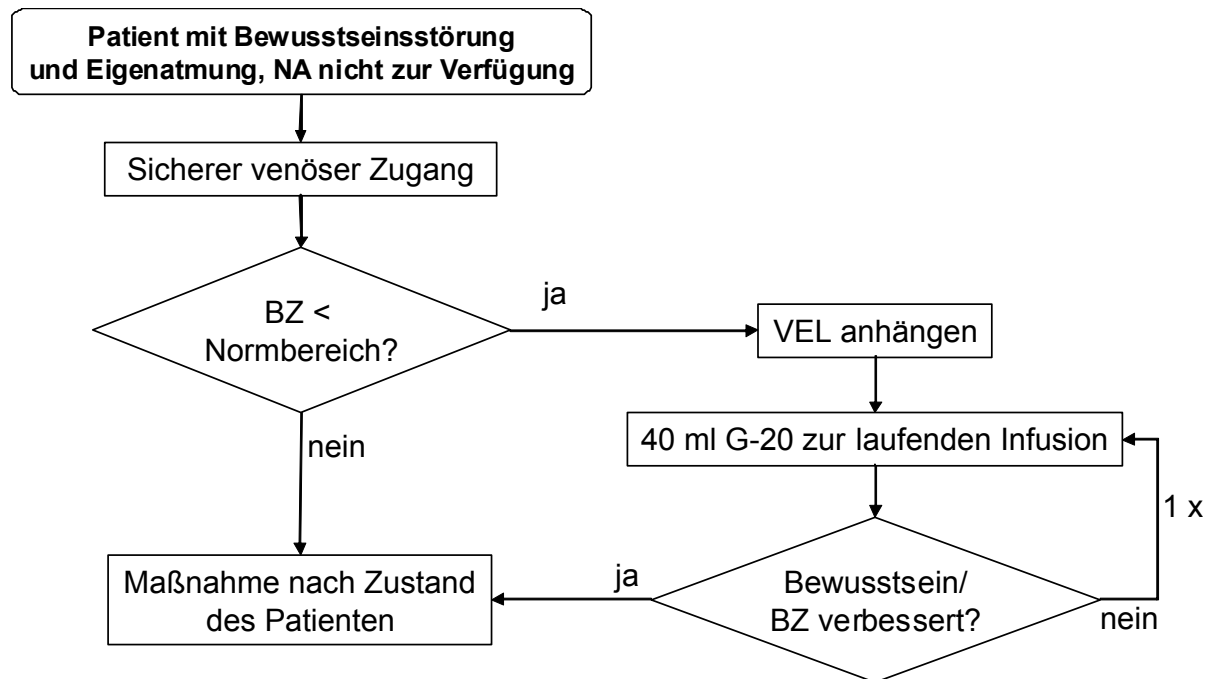 Patient mit Bewusstseinsstörung
und Eigenatmung, NA nicht zur Verfügung
Sicherer venöser Zugang
BZ <
Normbereich?
ja
VEL anhängen
40 ml G-20 zur laufenden Infusion
nein
1 x
Maßnahme nach Zustand
des Patienten
ja
Bewusstsein/
BZ verbessert?
nein